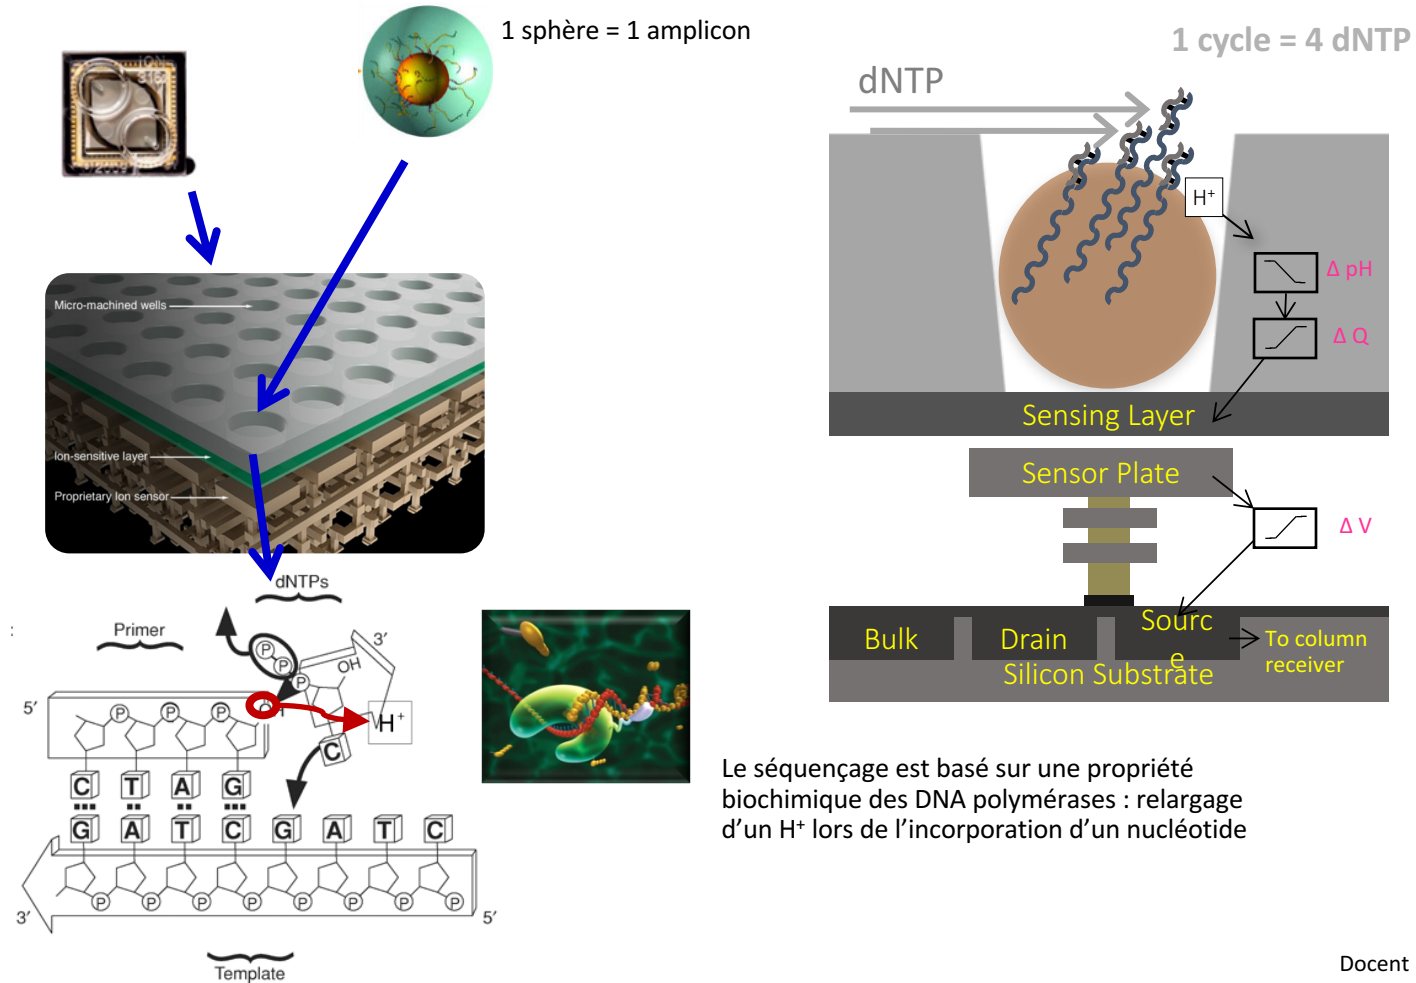 1 sphère = 1 amplicon
1 cycle = 4 dNTP
dNTP
H⁺
Δ pH
Δ Q
Sensing Layer
Sensor Plate
Δ V
Bulk
Drain
Sourc
e
To column
receiver
Silicon Substrate
Micro-machined wells
Ion-sensitive layer
Proprietary Ion sensor
dNTPs
:
Primer
3′
P
P
P
OH
5′
P
P
P
OH
H⁺
C
C T A G
G A T C G A T C
P P P P P P P P
3′
5′
Template
Le séquençage est basé sur une propriété
biochimique des DNA polymérases : relargage
d'un H⁺ lors de l'incorporation d'un nucléotide
Docent